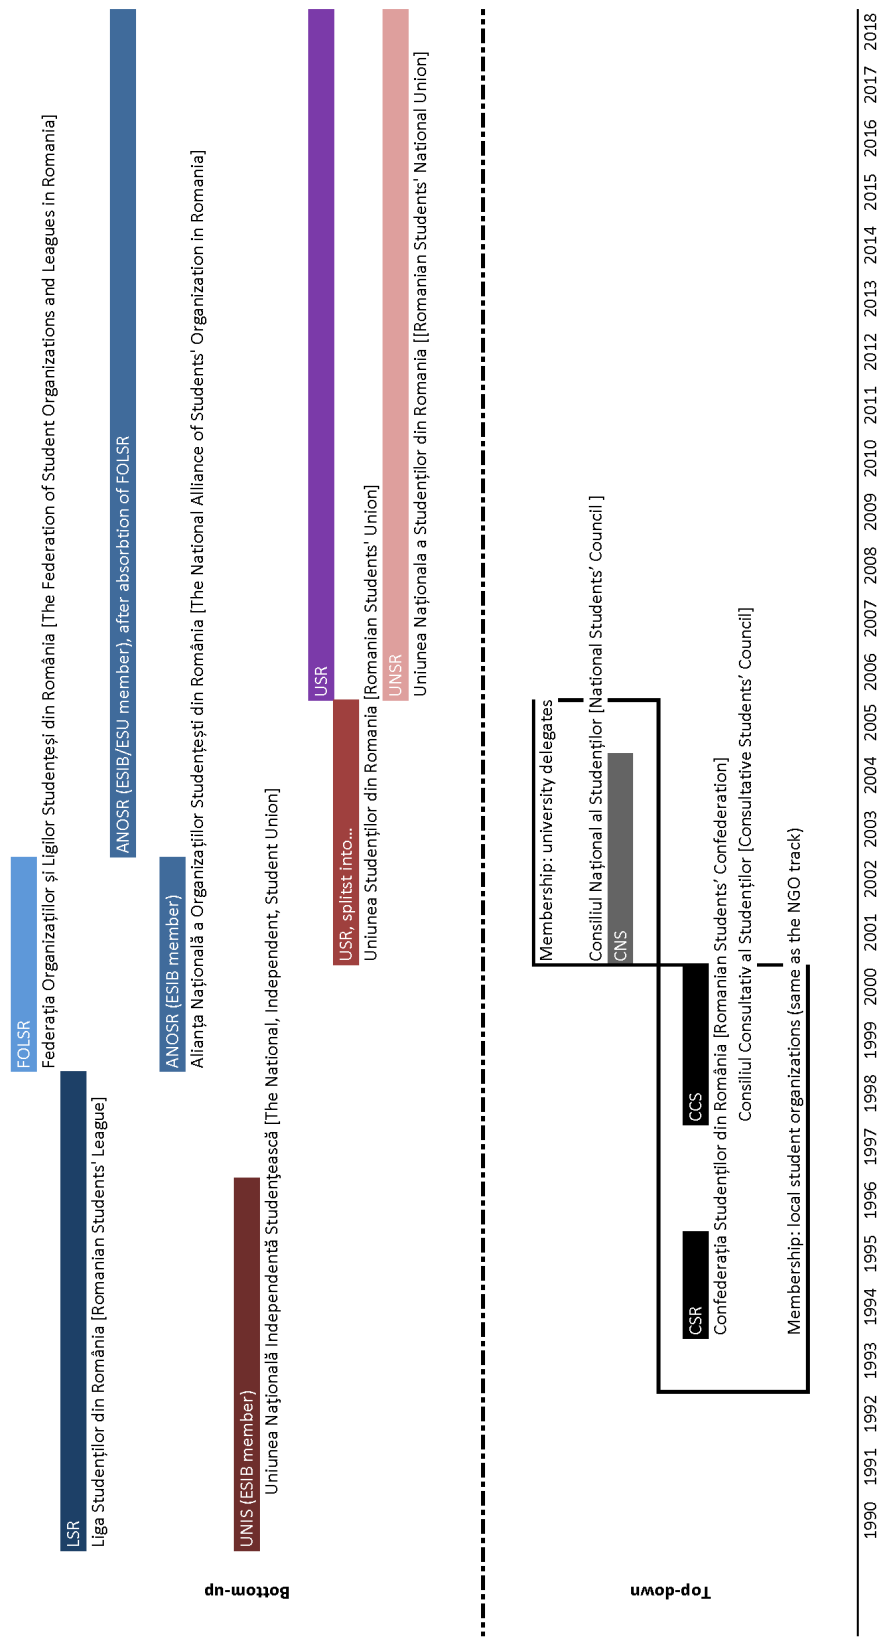 Bottom-up
FOLSR
Federația Organizațiilor și Ligilor Studențeși din România [The Federation of Student Organizations and Leagues in Romania]
LSR
Liga Studenților din România [Romanian Students' League]
ANOSR (ESIB/ESU member), after absorbtion of FOLSR
ANOSR (ESIB member)
Alianța Națională a Organizațiilor Studențești din România [The National Alliance of Students' Organization in Romania]
UNIS (ESIB member)
Uniunea Naţională Independentă Studenţească [The National, Independent, Student Union]
USR
USR, splitst into...
Uniunea Studenților din Romania [Romanian Students' Union]
UNSR
Uniunea Naționala a Studenților din Romania [[Romanian Students' National Union]
Top-down
Membership: university delegates
Consiliul Național al Studenților [National Students’ Council ]
CNS
CSR
CCS
Confederația Studenților din România [Romanian Students’ Confederation]
Consiliul Consultativ al Studenților [Consultative Students’ Council]
Membership: local student organizations (same as the NGO track)
1990 1991 1992 1993 1994 1995 1996 1997 1998 1999 2000 2001 2002 2003 2004 2005 2006 2007 2008 2009 2010 2011 2012 2013 2014 2015 2016 2017 2018